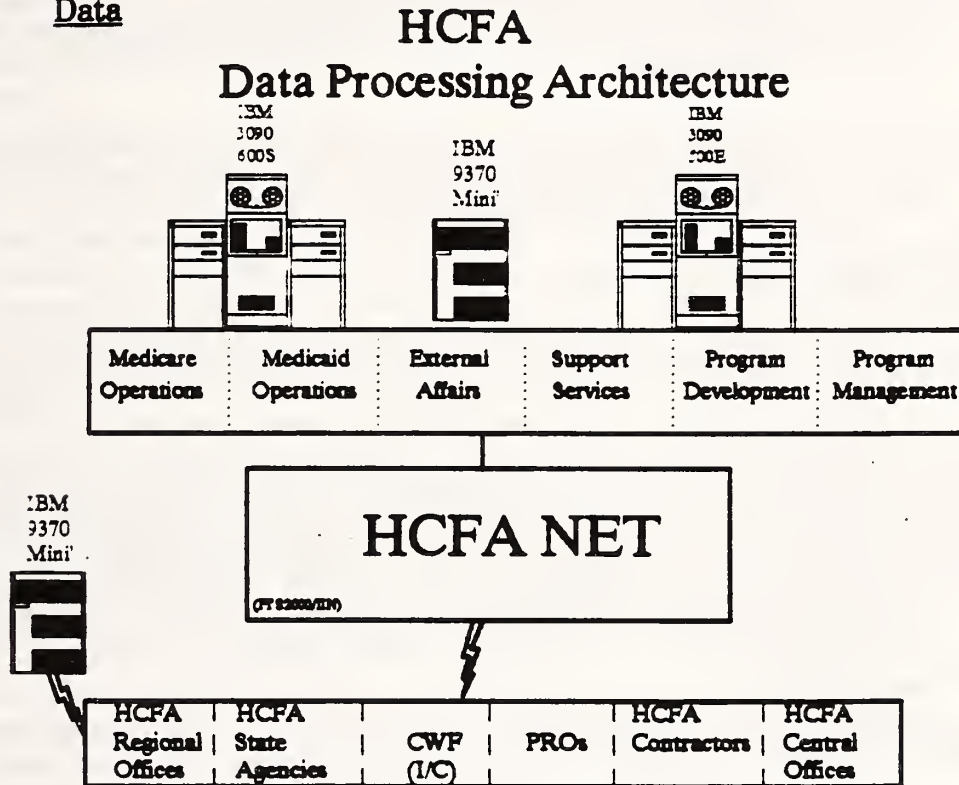 Data
HCFA
Data Processing Architecture
IBM
3090
600S
IBM
9370
Mini'
IBM
3090
Medicare Operations
Medicaid Operations
External Affairs
Support Services
Program Development
Program Management
IBM
9370
Mini'
HCFA NET
HCFA Regional Offices
HCFA State Agencies
CWF (I/C)
PROs
HCFA Contractors
HCFA Central Offices